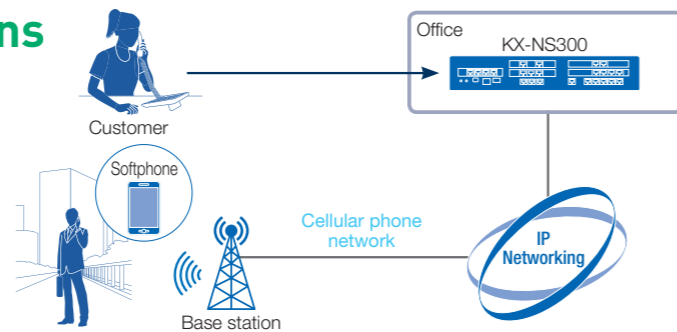 ns
Office
KX-NS300
Customer
Softphone
Cellular phone
network
IP
Networking
Base station